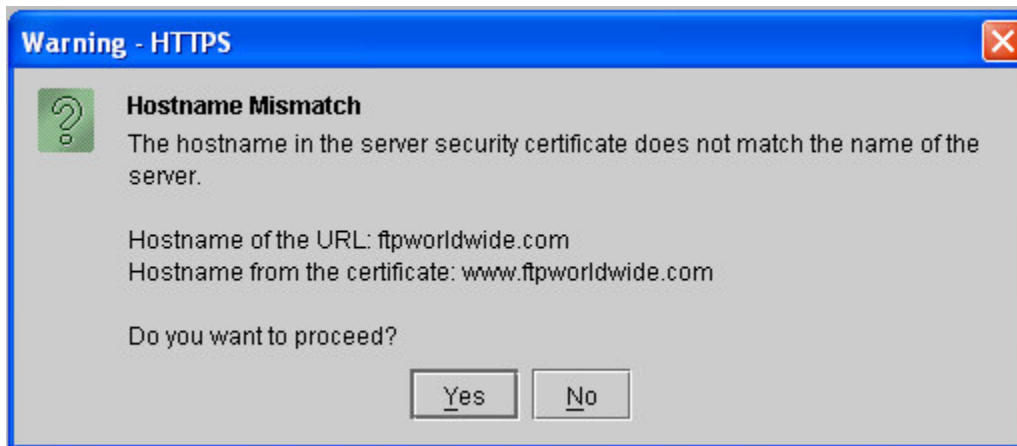 Warning - HTTPS
Hostname Mismatch
The hostname in the server security certificate does not match the name of the
server.
Hostname of the URL: ftpworldwide.com
Hostname from the certificate: www.ftpworldwide.com
Do you want to proceed?
Yes No